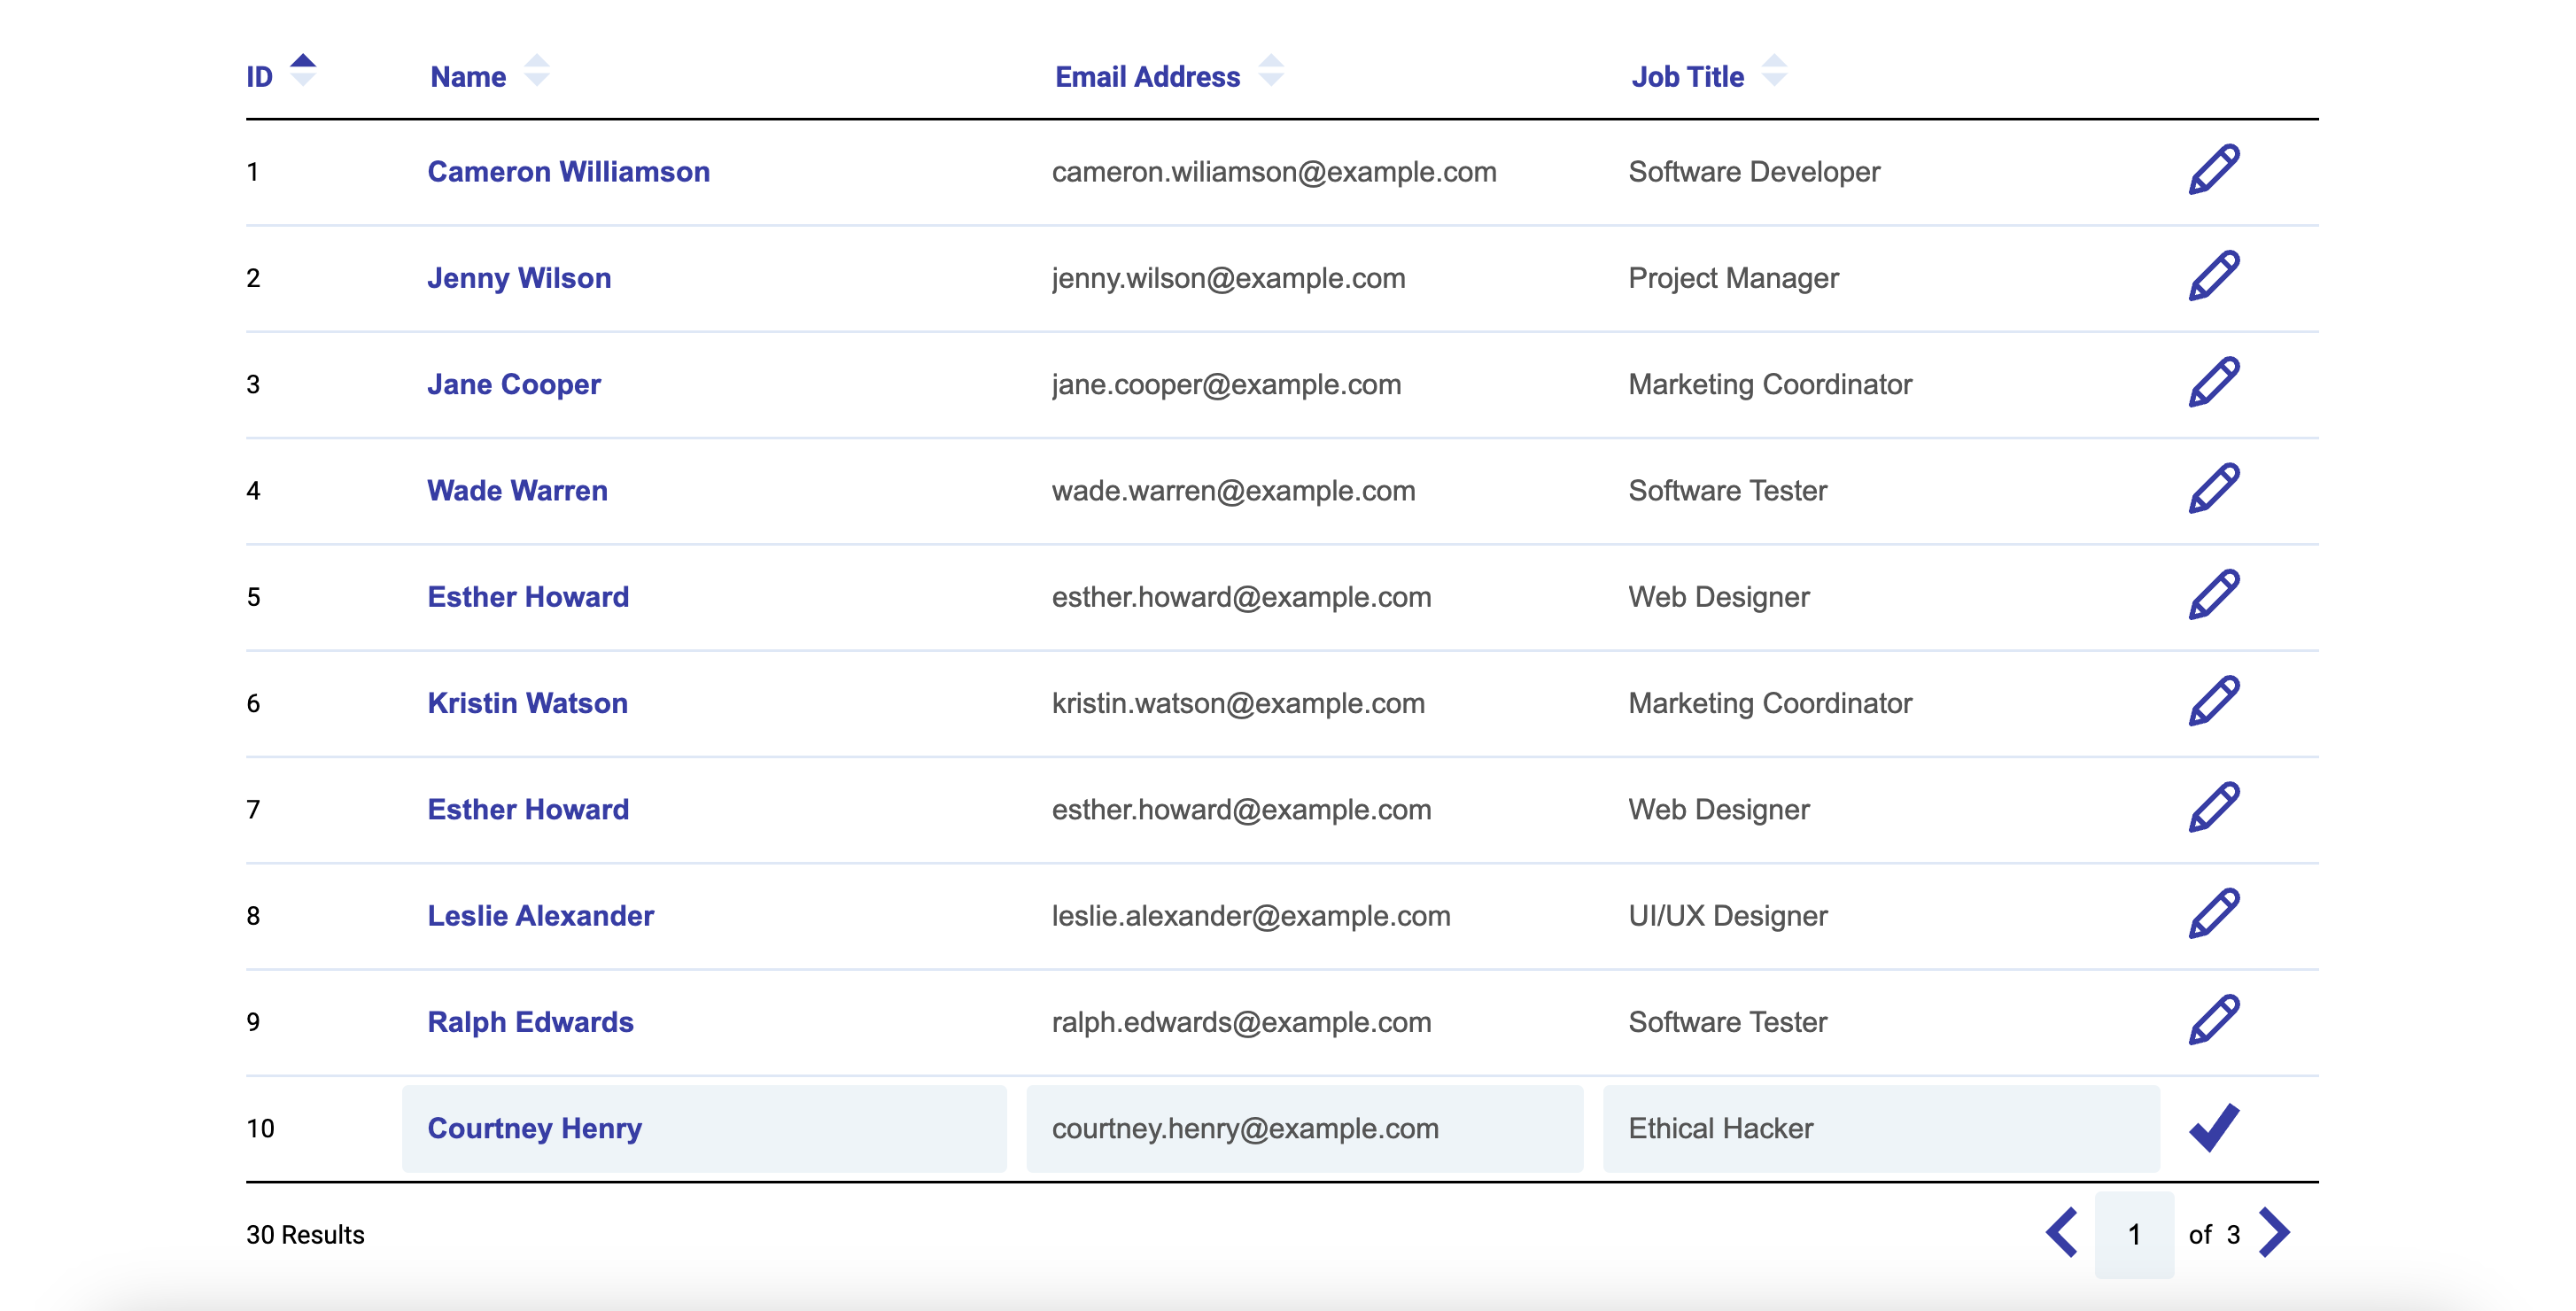 ID Name Email Address Job Title
1 Cameron Williamson cameron.wiliamson@example.com Software Developer
2 Jenny Wilson jenny.wilson@example.com Project Manager
3 Jane Cooper jane.cooper@example.com Marketing Coordinator
4 Wade Warren wade.warren@example.com Software Tester
5 Esther Howard esther.howard@example.com Web Designer
6 Kristin Watson kristin.watson@example.com Marketing Coordinator
7 Esther Howard esther.howard@example.com Web Designer
8 Leslie Alexander leslie.alexander@example.com UI/UX Designer
9 Ralph Edwards ralph.edwards@example.com Software Tester
10 Courtney Henry courtney.henry@example.com Ethical Hacker
30 Results 1 of 3